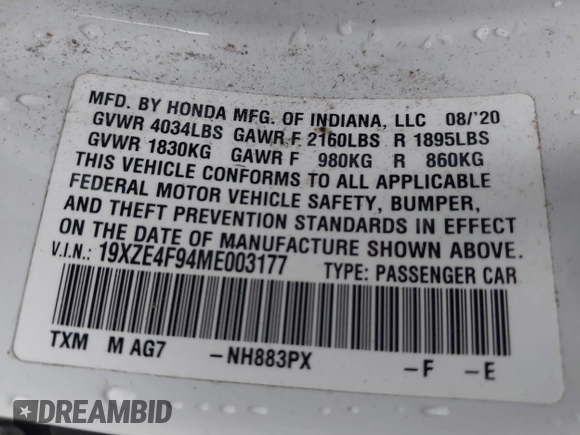 MFD. BY HONDA MFG. OF INDIANA, LLC 08/'20
GVWR 4034LBS GAWR F 2160LBS R 1895LBS
GVWR 1830KG GAWR F 980KG R 860KG
THIS VEHICLE CONFORMS TO ALL APPLICABLE
FEDERAL MOTOR VEHICLE SAFETY, BUMPER,
AND THEFT PREVENTION STANDARDS IN EFFECT
ON THE DATE OF MANUFACTURE SHOWN ABOVE.
V.I.N.: 19XZE4F94ME003177 TYPE: PASSENGER CAR
TXM M AG7 -NH883PX -F -E
DREAMBID